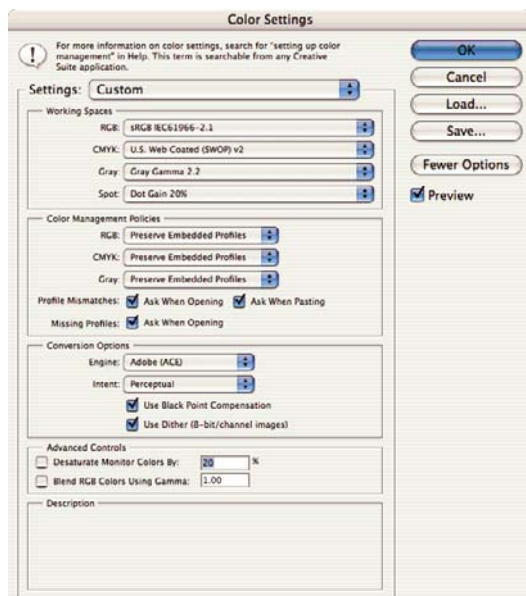 Color Settings
For more information on color settings, search for "setting up color
management" in Help. This term is searchable from any Creative
Suite application.
OK
Cancel
Load...
Save...
Fewer Options
Preview
Settings: Custom
Working Spaces
RGB: sRGB IEC61966-2.1
CMYK: U.S. Web Coated (SWOP) v2
Gray: Gray Gamma 2.2
Spot: Dot Gain 20%
Color Management Policies
RGB: Preserve Embedded Profiles
CMYK: Preserve Embedded Profiles
Gray: Preserve Embedded Profiles
Profile Mismatches: Ask When Opening Ask When Pasting
Missing Profiles: Ask When Opening
Conversion Options
Engine: Adobe (ACE)
Intent: Perceptual
Use Black Point Compensation
Use Dither (8-bit/channel images)
Advanced Controls
Desaturate Monitor Colors By: 20 %
Blend RGB Colors Using Gamma: 1.00
Description